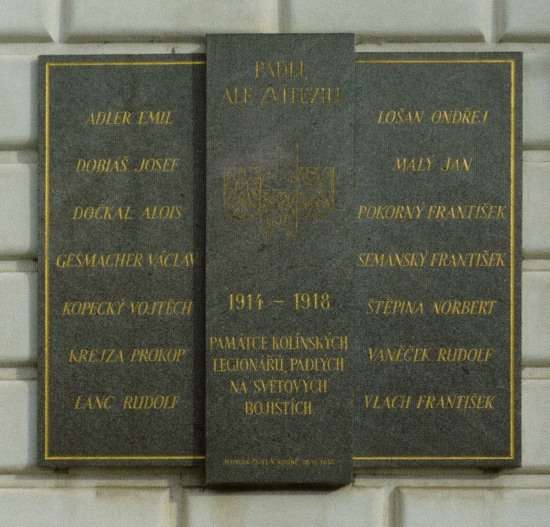 ADLER EMIL
DOBIÁŠ JOSEF
DOČKAL ALOIS
GESMACHER VÁCLAV
KOPECKÝ VOJTĚCH
KREJZA PROKOP
LANC RUDOLF
PADLI,
ALE ZVÍTĚZILI
1914 – 1918
PAMÁTCE KOLÍNSKÝCH
LEGIONÁŘŮ, PADLÝCH
NA SVĚTOVÝCH
BOJIŠTÍCH
LOŠAN ONDŘEJ
MALÝ JAN
POKORNÝ FRANTIŠEK
SEMANSKÝ FRANTIŠEK
ŠTĚPINA NORBERT
VANĚČEK RUDOLF
VLACH FRANTIŠEK